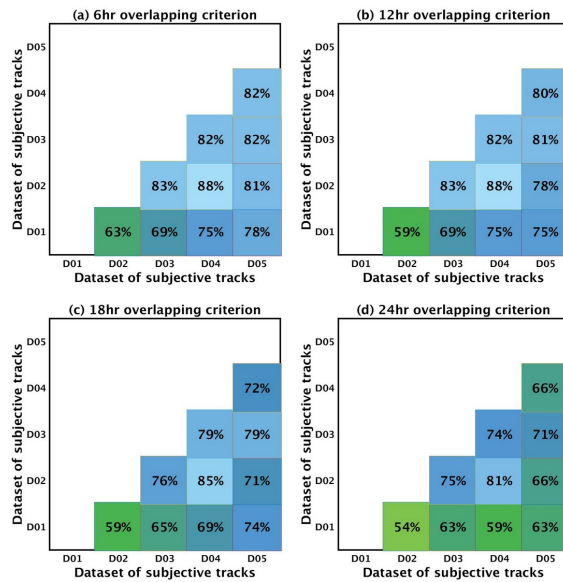 (a) 6hr overlapping criterion
Dataset of subjective tracks
D05
D04
82%
D03
82% 82%
D02
83% 88% 81%
D01
63% 69% 75% 78%
D01 D02 D03 D04 D05
Dataset of subjective tracks
(b) 12hr overlapping criterion
Dataset of subjective tracks
D05
D04
80%
D03
82% 81%
D02
83% 88% 78%
D01
59% 69% 75% 75%
D01 D02 D03 D04 D05
Dataset of subjective tracks
(c) 18hr overlapping criterion
Dataset of subjective tracks
D05
D04
72%
D03
79% 79%
D02
76% 85% 71%
D01
59% 65% 69% 74%
D01 D02 D03 D04 D05
Dataset of subjective tracks
(d) 24hr overlapping criterion
Dataset of subjective tracks
D05
D04
66%
D03
74% 71%
D02
75% 81% 66%
D01
54% 63% 59% 63%
D01 D02 D03 D04 D05
Dataset of subjective tracks